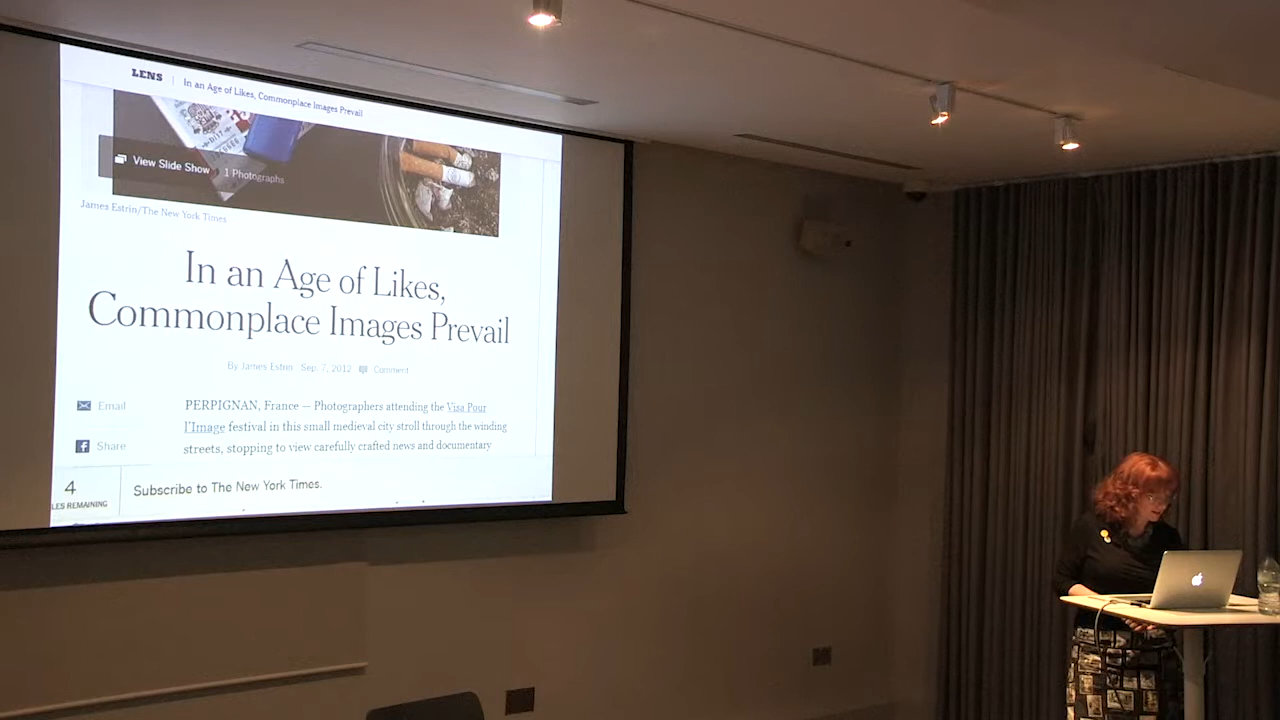 LENS | In an Age of Likes, Commonplace Images Prevail
View Slide Show 1 Photographs
James Estrin/The New York Times
In an Age of Likes,
Commonplace Images Prevail
By James Estrin Sep. 7, 2012 Comment
Email
Share
PERPIGNAN, France — Photographers attending the Visa Pour
l'Image festival in this small medieval city stroll through the winding
streets, stopping to view carefully crafted news and documentary
4
LES REMAINING
Subscribe to The New York Times.